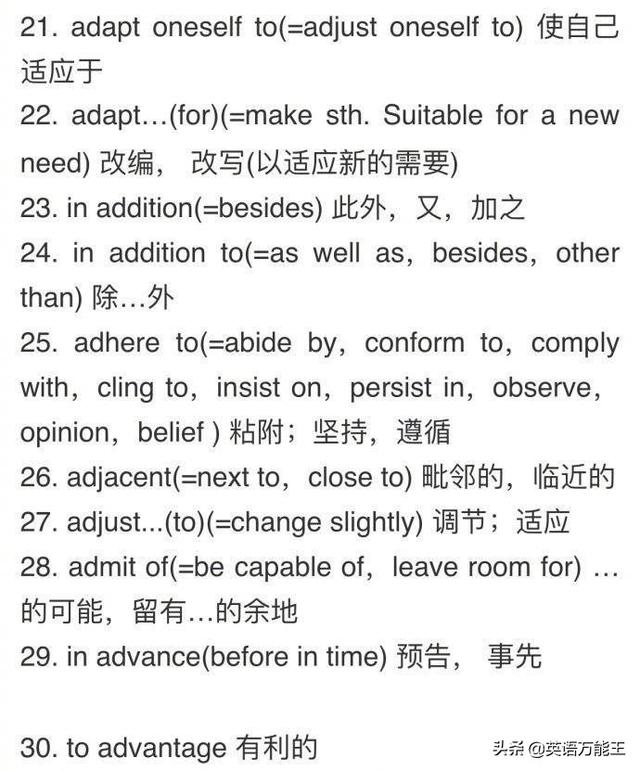 21. adapt oneself to(=adjust oneself to) 使自己
适应于
22. adapt…(for)(=make sth. Suitable for a new
need) 改编， 改写(以适应新的需要)
23. in addition(=besides) 此外，又，加之
24. in addition to(=as well as，besides，other
than) 除…外
25. adhere to(=abide by，conform to，comply
with，cling to，insist on，persist in，observe，
opinion，belief ) 粘附；坚持，遵循
26. adjacent(=next to，close to) 毗邻的，临近的
27. adjust...(to)(=change slightly) 调节；适应
28. admit of(=be capable of，leave room for) …
的可能，留有…的余地
29. in advance(before in time) 预告， 事先
30. to advantage 有利的
头条 @英语万能王